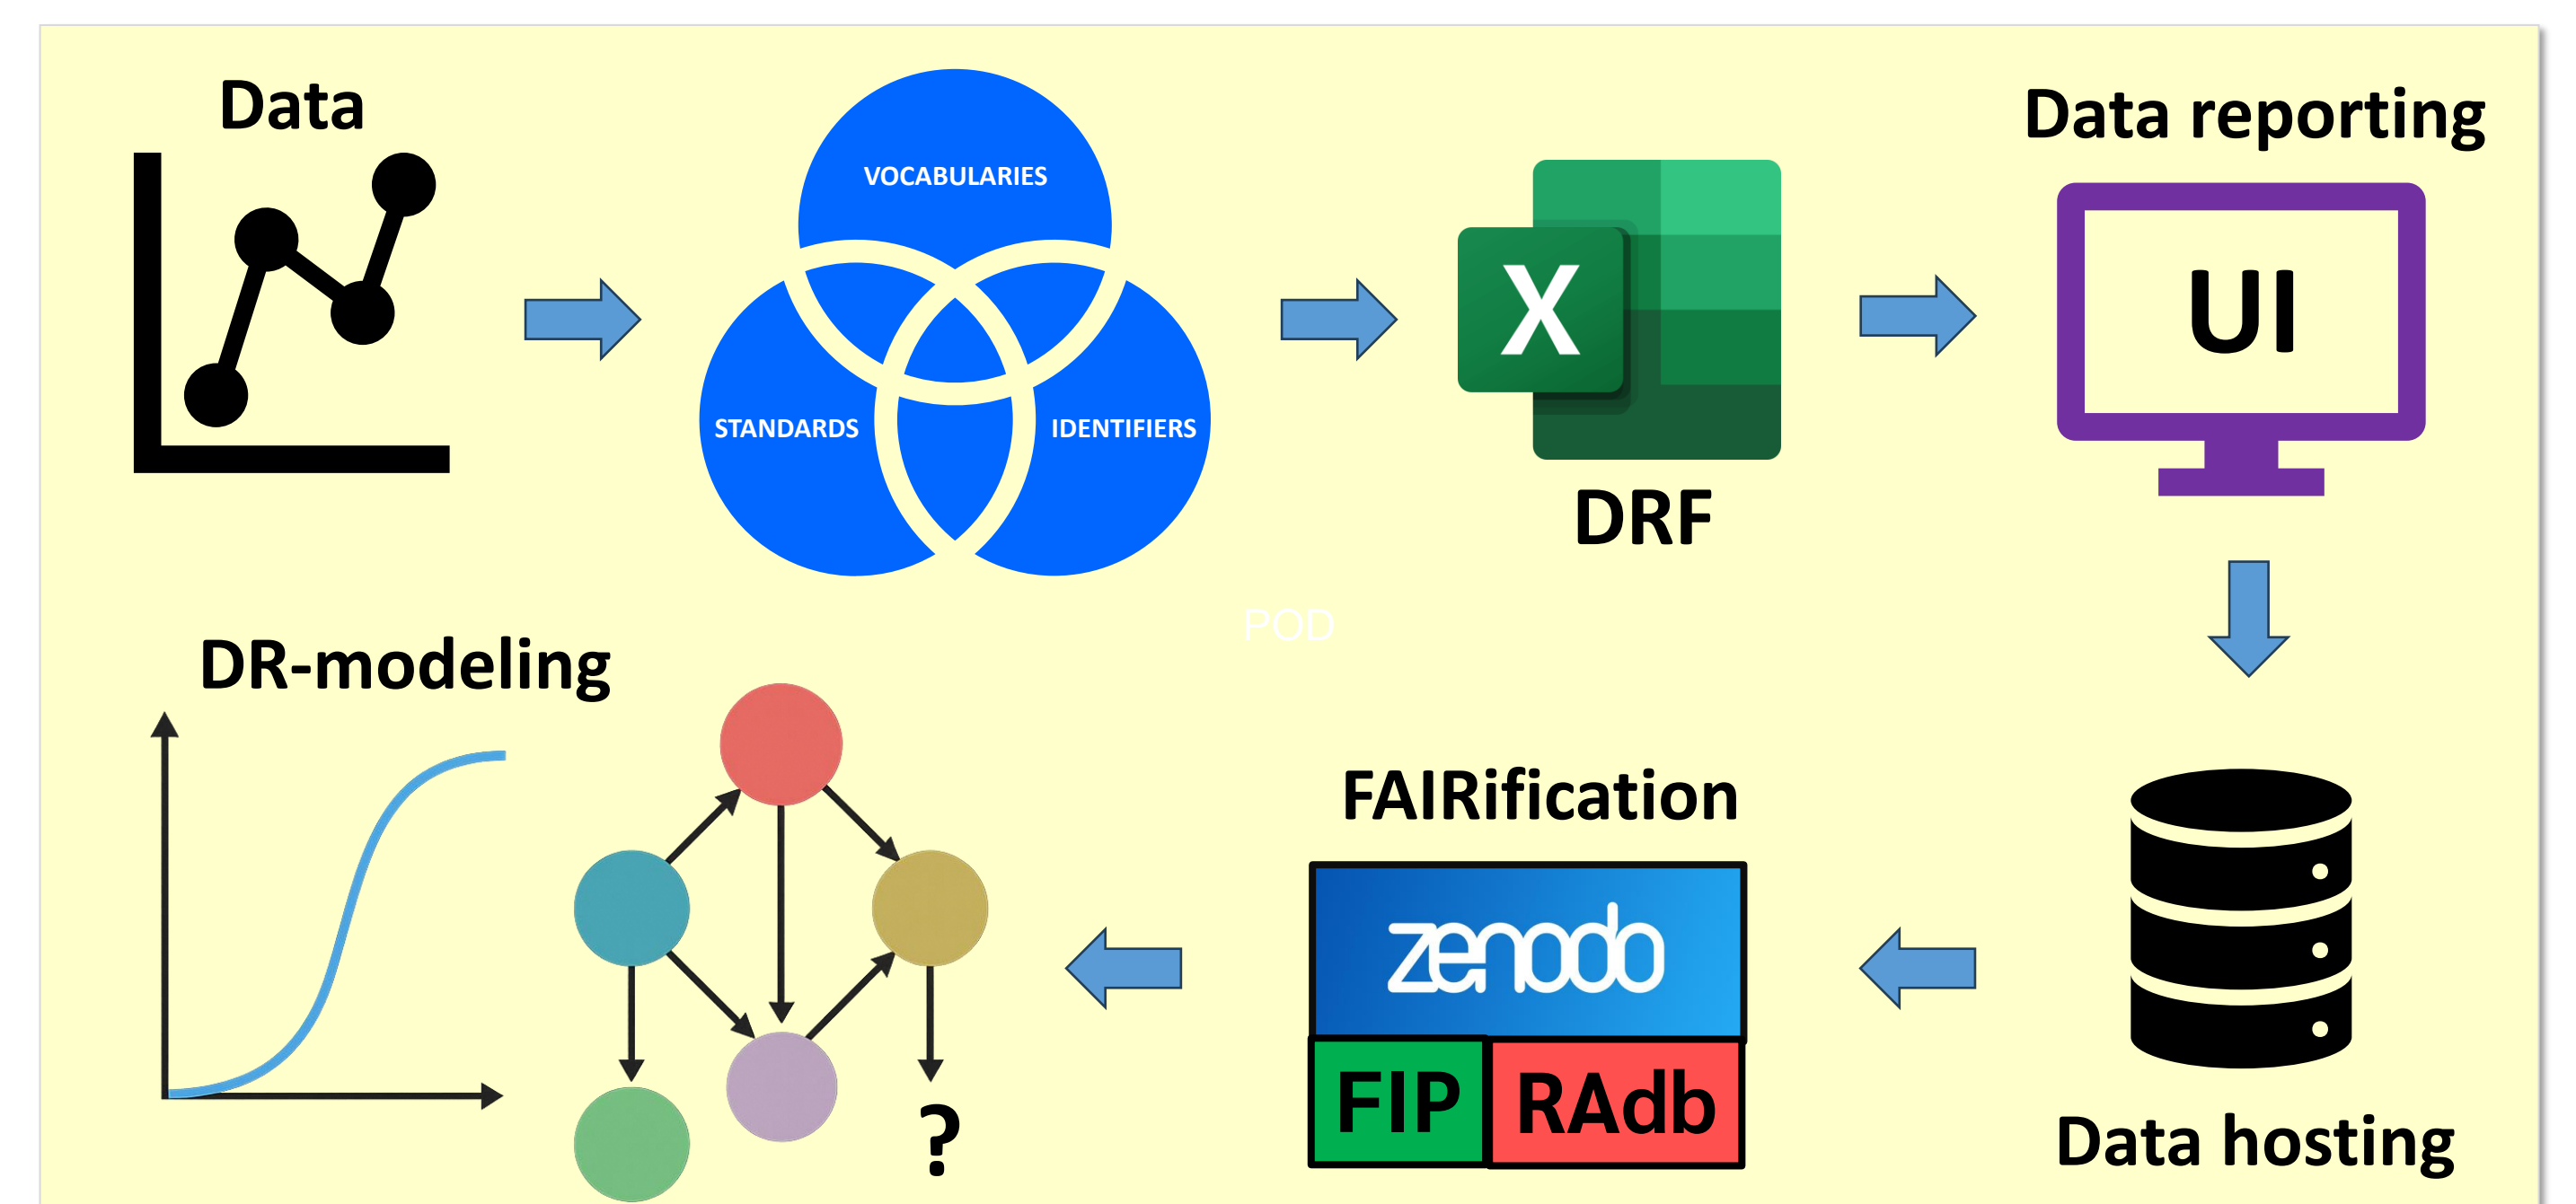 Data
VOCABULARIES
STANDARDS
IDENTIFIERS
X
DRF
Data reporting
UI
POD
DR-modeling
?
FAIRification
zenodo
FIP
RAdb
Data hosting